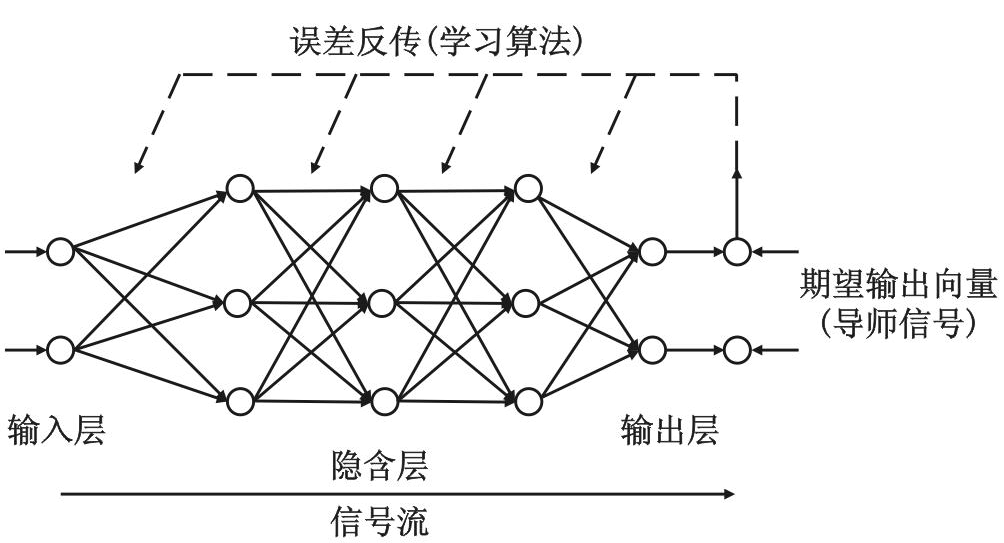 误差反传(学习算法)
期望输出向量
(导师信号)
输入层
输出层
隐含层
信号流